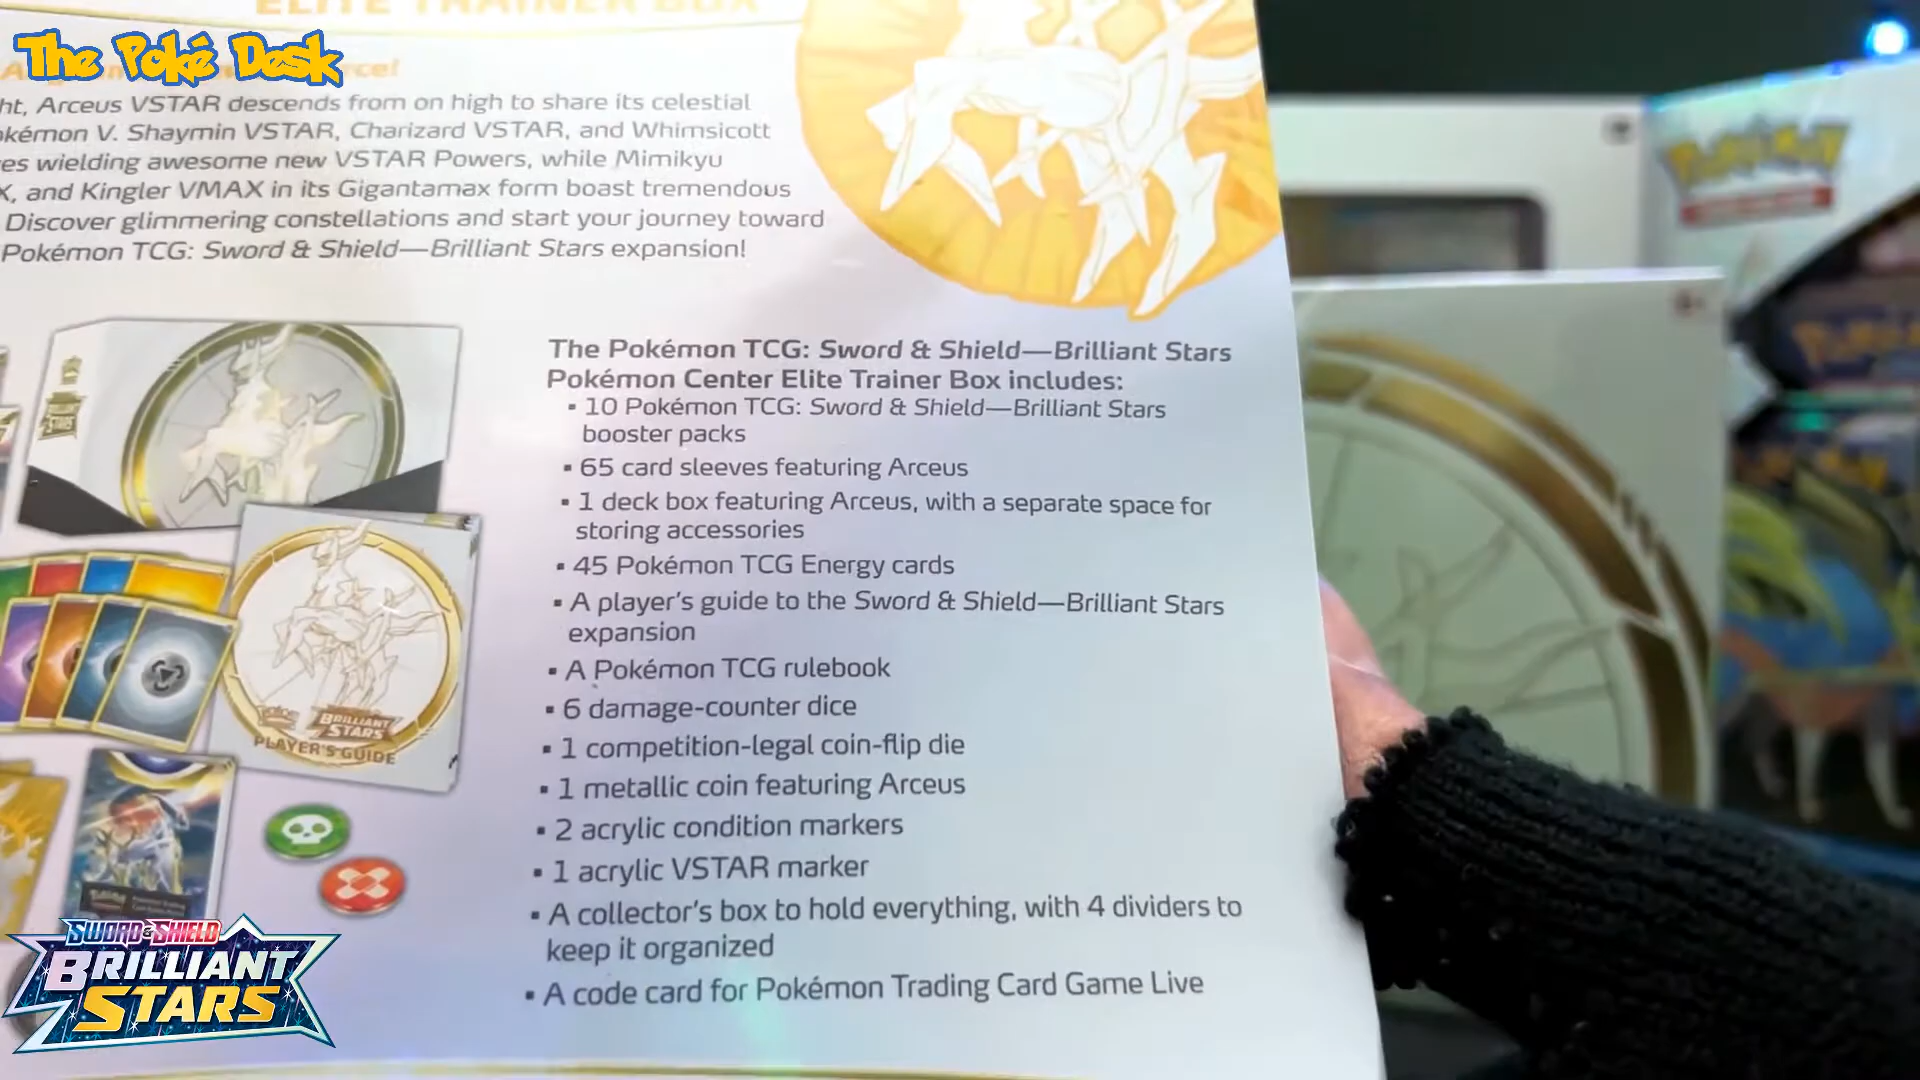 ELITE TRAINER BOX
The Poké Desk
ht, Arceus VSTAR descends from on high to share its celestial
okémon V. Shaymin VSTAR, Charizard VSTAR, and Whimsicott
es wielding awesome new VSTAR Powers, while Mimikyu
X, and Kingler VMAX in its Gigantamax form boast tremendous
Discover glimmering constellations and start your journey toward
Pokémon TCG: Sword & Shield—Brilliant Stars expansion!
The Pokémon TCG: Sword & Shield—Brilliant Stars
Pokémon Center Elite Trainer Box includes:
▪ 10 Pokémon TCG: Sword & Shield—Brilliant Stars
booster packs
▪ 65 card sleeves featuring Arceus
▪ 1 deck box featuring Arceus, with a separate space for
storing accessories
▪ 45 Pokémon TCG Energy cards
▪ A player's guide to the Sword & Shield—Brilliant Stars
expansion
▪ A Pokémon TCG rulebook
▪ 6 damage-counter dice
▪ 1 competition-legal coin-flip die
▪ 1 metallic coin featuring Arceus
▪ 2 acrylic condition markers
▪ 1 acrylic VSTAR marker
▪ A collector's box to hold everything, with 4 dividers to
keep it organized
▪ A code card for Pokémon Trading Card Game Live
BRILLIANT
STARS
BRILLIANT
STARS
PLAYER'S GUIDE
Pokémon
SWORD & SHIELD
BRILLIANT
STARS
Pokémon